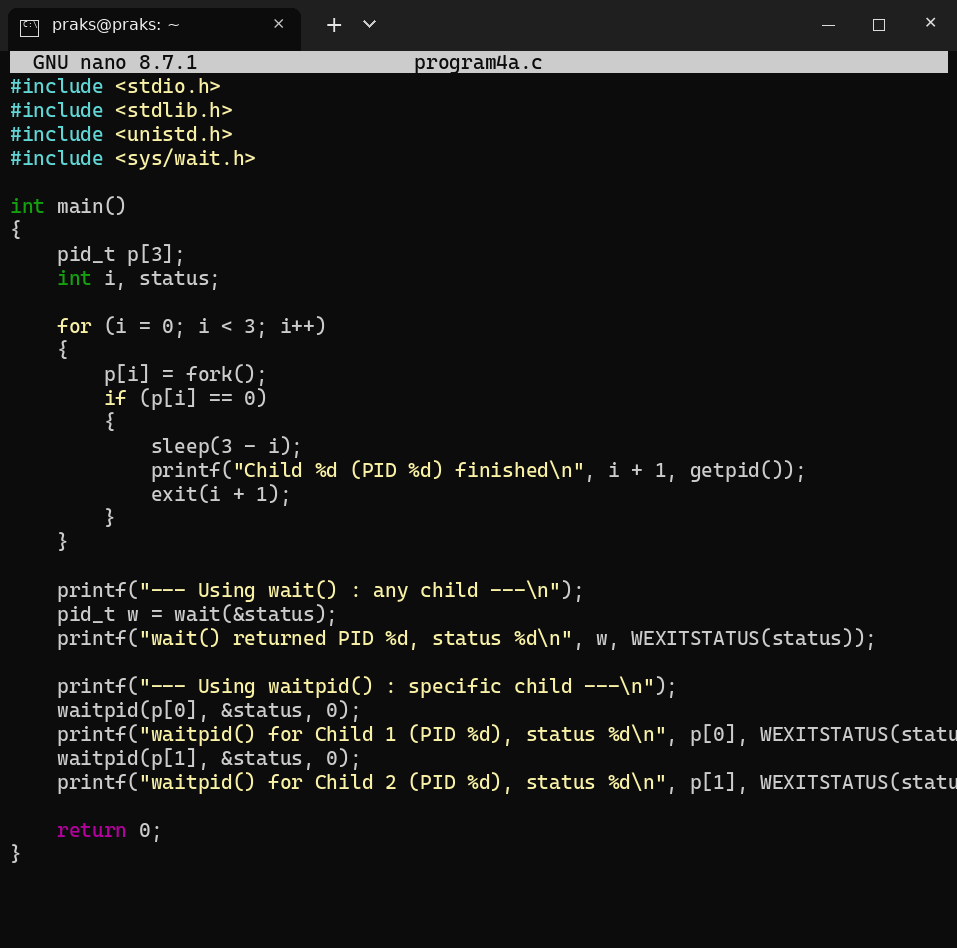 praks@praks: ~
GNU nano 8.7.1 program4a.c
#include <stdio.h>
#include <stdlib.h>
#include <unistd.h>
#include <sys/wait.h>

int main()
{
    pid_t p[3];
    int i, status;

    for (i = 0; i < 3; i++)
    {
        p[i] = fork();
        if (p[i] == 0)
        {
            sleep(3 - i);
            printf("Child %d (PID %d) finished\n", i + 1, getpid());
            exit(i + 1);
        }
    }

    printf("--- Using wait() : any child ---\n");
    pid_t w = wait(&status);
    printf("wait() returned PID %d, status %d\n", w, WEXITSTATUS(status));

    printf("--- Using waitpid() : specific child ---\n");
    waitpid(p[0], &status, 0);
    printf("waitpid() for Child 1 (PID %d), status %d\n", p[0], WEXITSTATUS(statu
    waitpid(p[1], &status, 0);
    printf("waitpid() for Child 2 (PID %d), status %d\n", p[1], WEXITSTATUS(statu

    return 0;
}